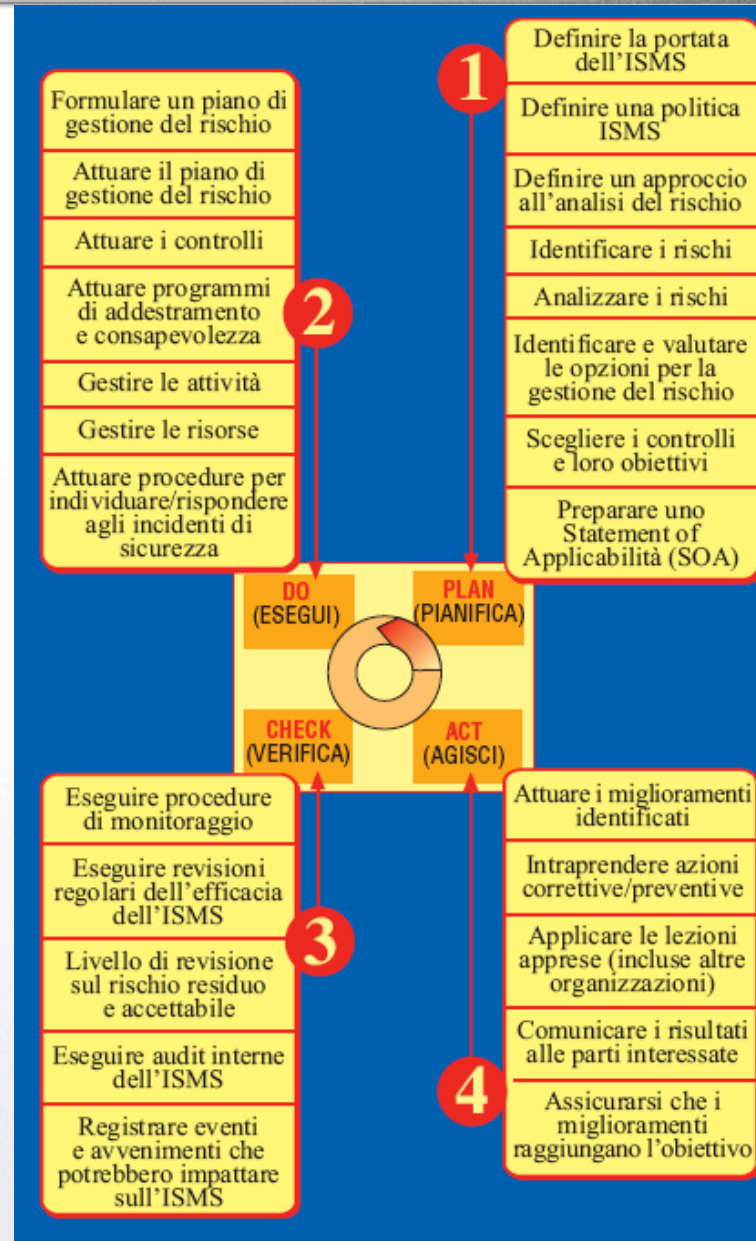 1
Definire la portata
dell'ISMS
Definire una politica
ISMS
Definire un approccio
all'analisi del rischio
Identificare i rischi
Analizzare i rischi
Identificare e valutare
le opzioni per la
gestione del rischio
Scegliere i controlli
e loro obiettivi
Preparare uno
Statement of
Applicabilità (SOA)
Formulare un piano di
gestione del rischio
Attuare il piano di
gestione del rischio
Attuare i controlli
Attuare programmi
di addestramento
e consapevolezza
2
Gestire le attività
Gestire le risorse
Attuare procedure per
individuare/rispondere
agli incidenti di
sicurezza
DO
(ESEGUI)
PLAN
(PIANIFICA)
CHECK
(VERIFICA)
ACT
(AGISCI)
Eseguire procedure
di monitoraggio
Eseguire revisioni
regolari dell'efficacia
dell'ISMS
3
Livello di revisione
sul rischio residuo
e accettabile
Eseguire audit interne
dell'ISMS
Registrare eventi
e avvenimenti che
potrebbero impattare
sull'ISMS
Attuare i miglioramenti
identificati
Intraprendere azioni
correttive/preventive
Applicare le lezioni
apprese (incluse altre
organizzazioni)
Comunicare i risultati
alle parti interessate
4
Assicurarsi che i
miglioramenti
raggiungano l'obiettivo